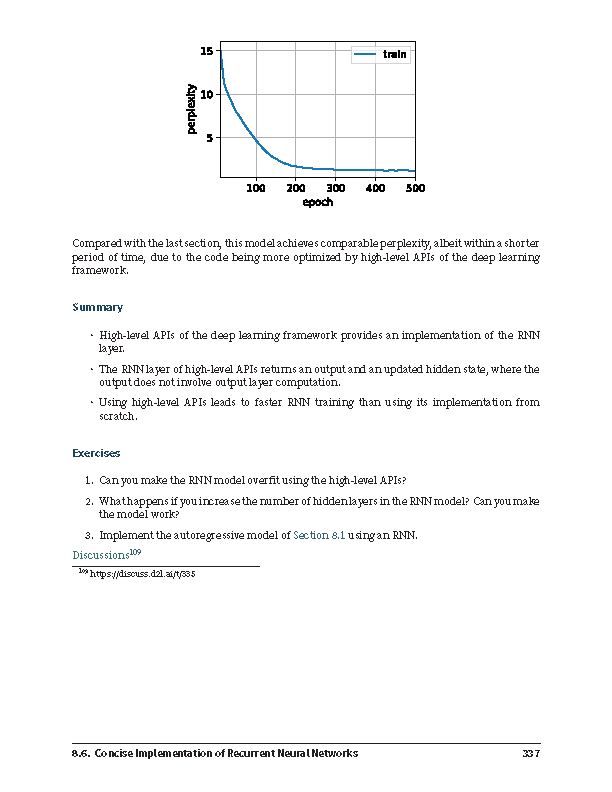 15
10
5
perplexity
train
100 200 300 400 500
epoch
Compared with the last section, this model achieves comparable perplexity, albeit within a shorter
period of time, due to the code being more optimized by high-level APIs of the deep learning
framework.
Summary
• High-level APIs of the deep learning framework provides an implementation of the RNN
layer.
• The RNN layer of high-level APIs returns an output and an updated hidden state, where the
output does not involve output layer computation.
• Using high-level APIs leads to faster RNN training than using its implementation from
scratch.
Exercises
1. Can you make the RNN model overfit using the high-level APIs?
2. What happens if you increase the number of hidden layers in the RNN model? Can you make
the model work?
3. Implement the autoregressive model of Section 8.1 using an RNN.
Discussions109
109 https://discuss.d2l.ai/t/335
8.6. Concise Implementation of Recurrent Neural Networks 337